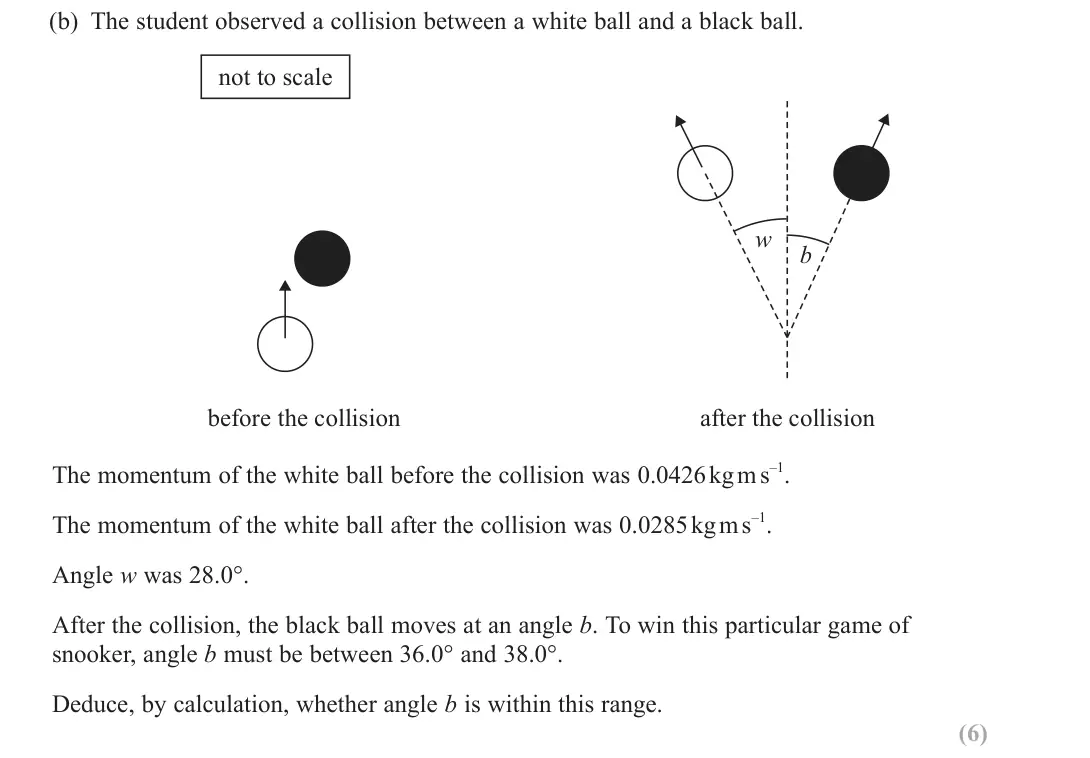 (b) The student observed a collision between a white ball and a black ball.
not to scale
w
b
before the collision
after the collision
The momentum of the white ball before the collision was 0.0426 kg m s⁻¹.
The momentum of the white ball after the collision was 0.0285 kg m s⁻¹.
Angle w was 28.0°.
After the collision, the black ball moves at an angle b. To win this particular game of
snooker, angle b must be between 36.0° and 38.0°.
Deduce, by calculation, whether angle b is within this range.
(6)